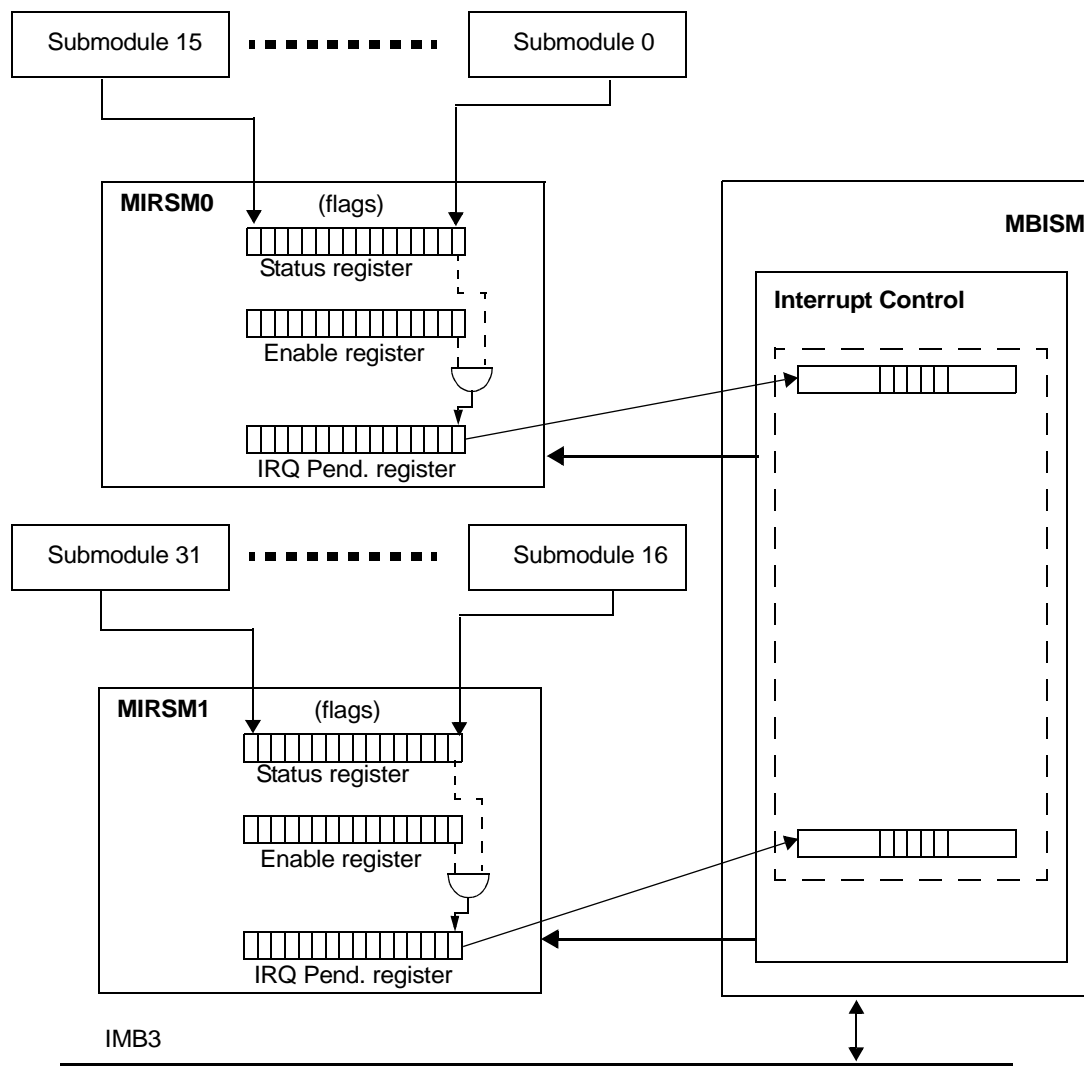 Submodule 15
Submodule 0
MIRSM0
(flags)
Status register
Enable register
IRQ Pend. register
MBISM
Interrupt Control
Submodule 31
Submodule 16
MIRSM1
(flags)
Status register
Enable register
IRQ Pend. register
IMB3